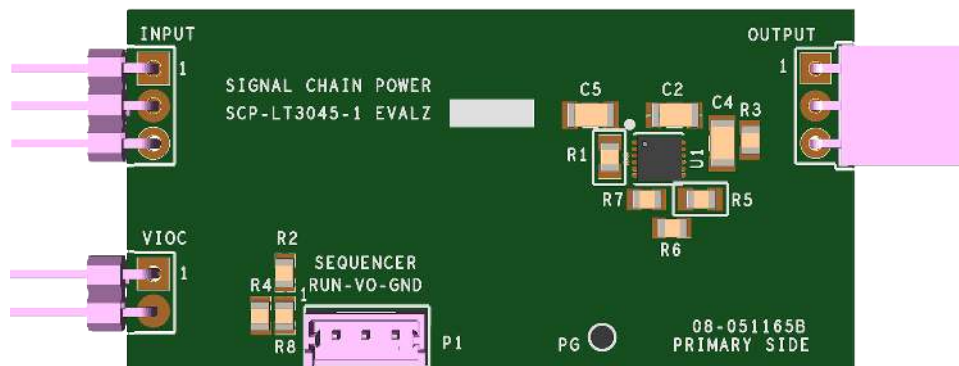 INPUT
OUTPUT
1
1
SIGNAL CHAIN POWER
SCP-LT3045-1 EVALZ
C5
C2
C4
R3
R1
U1
R7
R5
R6
VIOC
1
R2
SEQUENCER
RUN-VO-GND
R4
1
R8
P1
PG
08-051165B
PRIMARY SIDE